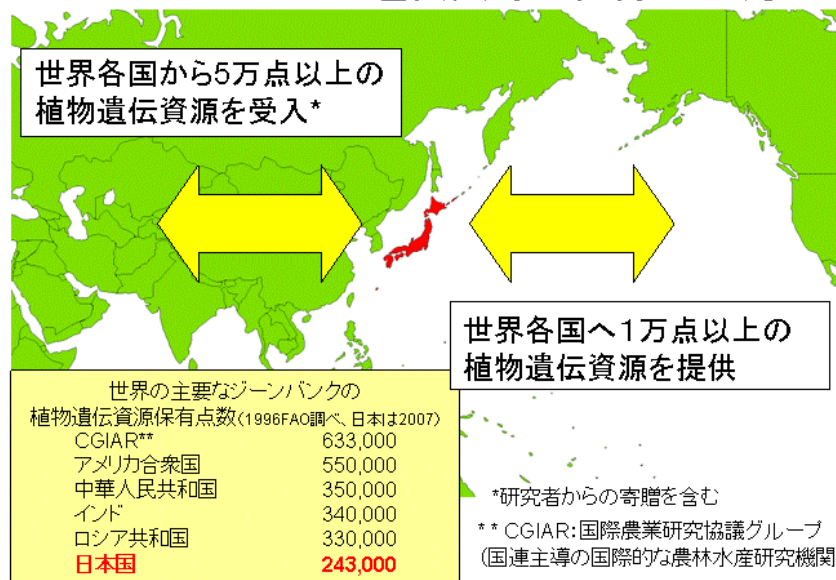 世界各国から5万点以上の
植物遺伝資源を受入*
世界各国へ1万点以上の
植物遺伝資源を提供
世界の主要なジーンバンクの
植物遺伝資源保有点数(1996FAO調べ、日本は2007)
CGIAR** 633,000
アメリカ合衆国 550,000
中華人民共和国 350,000
インド 340,000
ロシア共和国 330,000
日本国 243,000
*研究者からの寄贈を含む
**CGIAR:国際農業研究協議グループ
(国連主導の国際的な農林水産研究機関